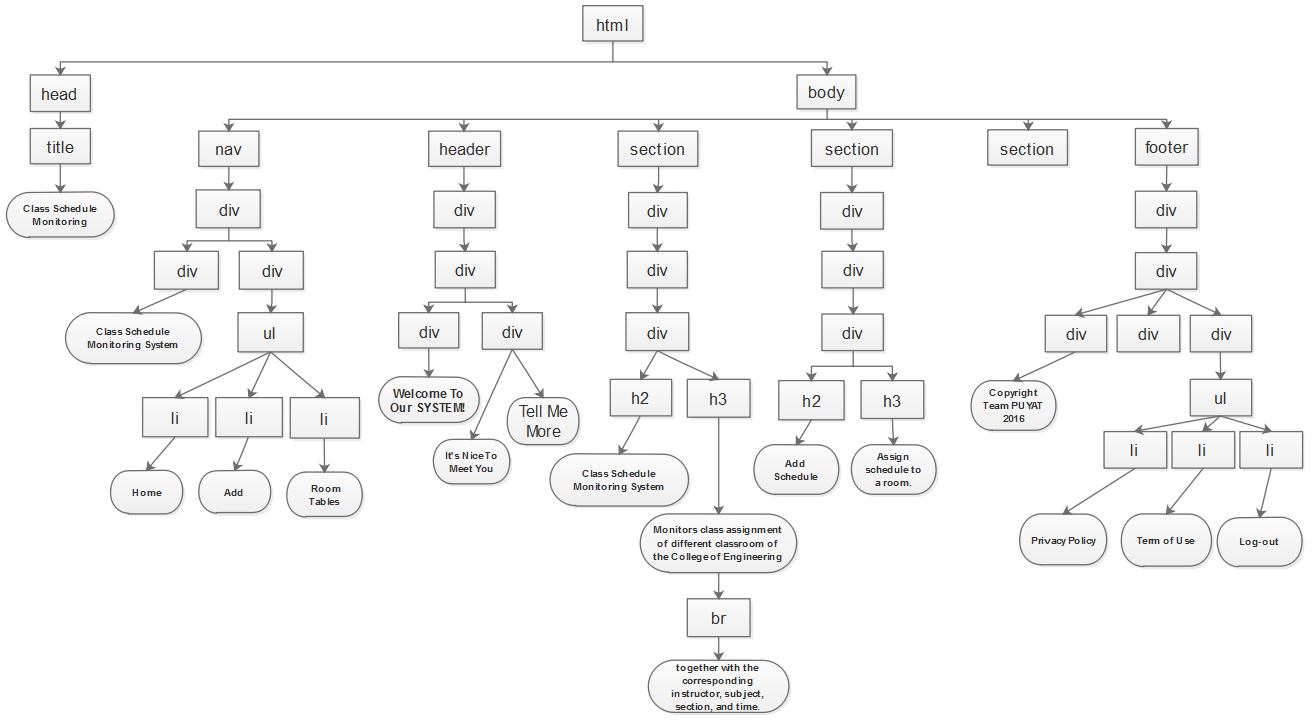 html
head
body
title
nav
header
section
section
section
footer
Class Schedule
Monitoring
div
div
div
div
div
div
div
div
div
div
div
Class Schedule
Monitoring System
ul
div
div
div
div
div
div
div
Welcome To
Our SYSTEM!
Tell Me
More
It's Nice To
Meet You
h2
h3
h2
h3
Copyright
Team PUYAT
2016
ul
li
li
li
li
li
li
Home
Add
Room
Tables
Class Schedule
Monitoring System
Add
Schedule
Assign
schedule to
a room.
Monitors class assignment
of different classroom of
the College of Engineering
Privacy Policy
Term of Use
Log-out
br
together with the
corresponding
instructor, subject,
section, and time.